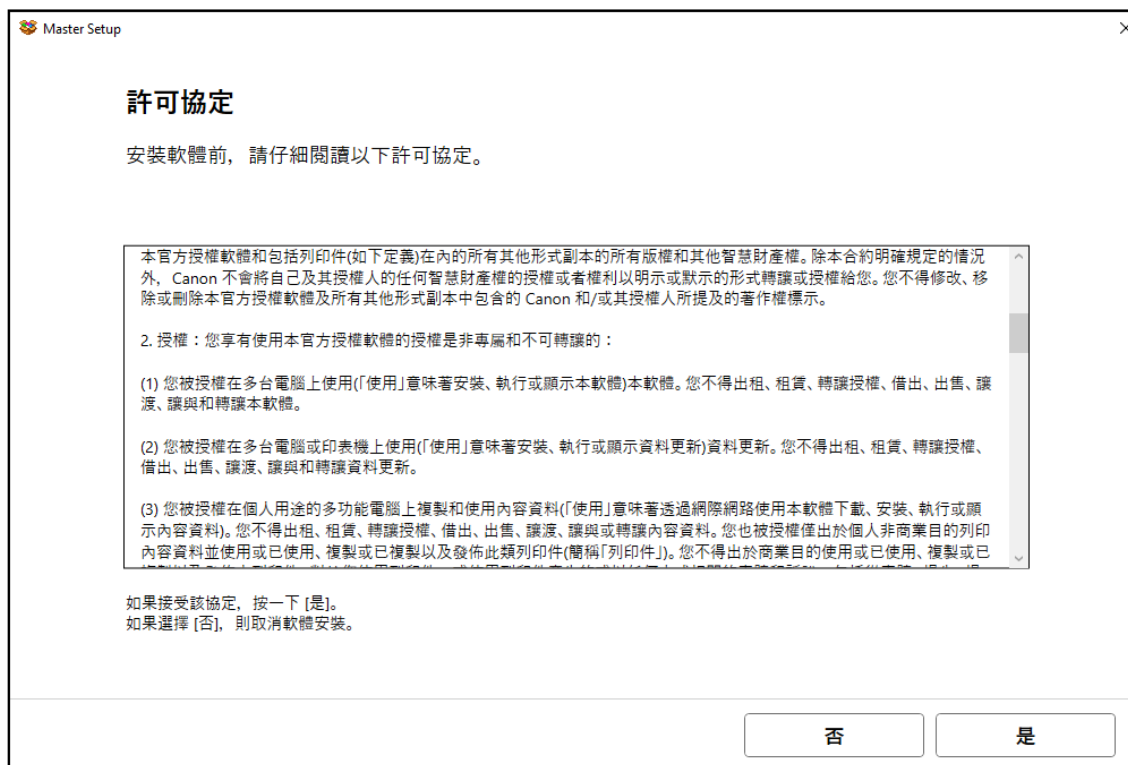 Master Setup
許可協定
安裝軟體前，請仔細閱讀以下許可協定。
本官方授權軟體和包括列印件(如下定義)在內的所有其他形式副本的所有版權和其他智慧財產權。除本合約明確規定的情況
外，Canon 不會將自己及其授權人的任何智慧財產權的授權或者權利以明示或默示的形式轉讓或授權給您。您不得修改、移
除或刪除本官方授權軟體及所有其他形式副本中包含的 Canon 和/或其授權人所提及的著作權標示。
2. 授權：您享有使用本官方授權軟體的授權是非專屬和不可轉讓的：
(1) 您被授權在多台電腦上使用(「使用」意味著安裝、執行或顯示本軟體)本軟體。您不得出租、租賃、轉讓授權、借出、出售、讓
渡、讓與和轉讓本軟體。
(2) 您被授權在多台電腦或印表機上使用(「使用」意味著安裝、執行或顯示資料更新)資料更新。您不得出租、租賃、轉讓授權、
借出、出售、讓渡、讓與和轉讓資料更新。
(3) 您被授權在個人用途的多功能電腦上複製和使用內容資料(「使用」意味著透過網際網路使用本軟體下載、安裝、執行或顯
示內容資料)。您不得出租、租賃、轉讓授權、借出、出售、讓渡、讓與或轉讓內容資料。您也被授權僅出於個人非商業目的列印
內容資料並使用或已使用、複製或已複製以及發佈此類列印件(簡稱「列印件」)。您不得出於商業目的使用或已使用、複製或已
如果接受該協定，按一下 [是]。
如果選擇 [否]，則取消軟體安裝。
否
是